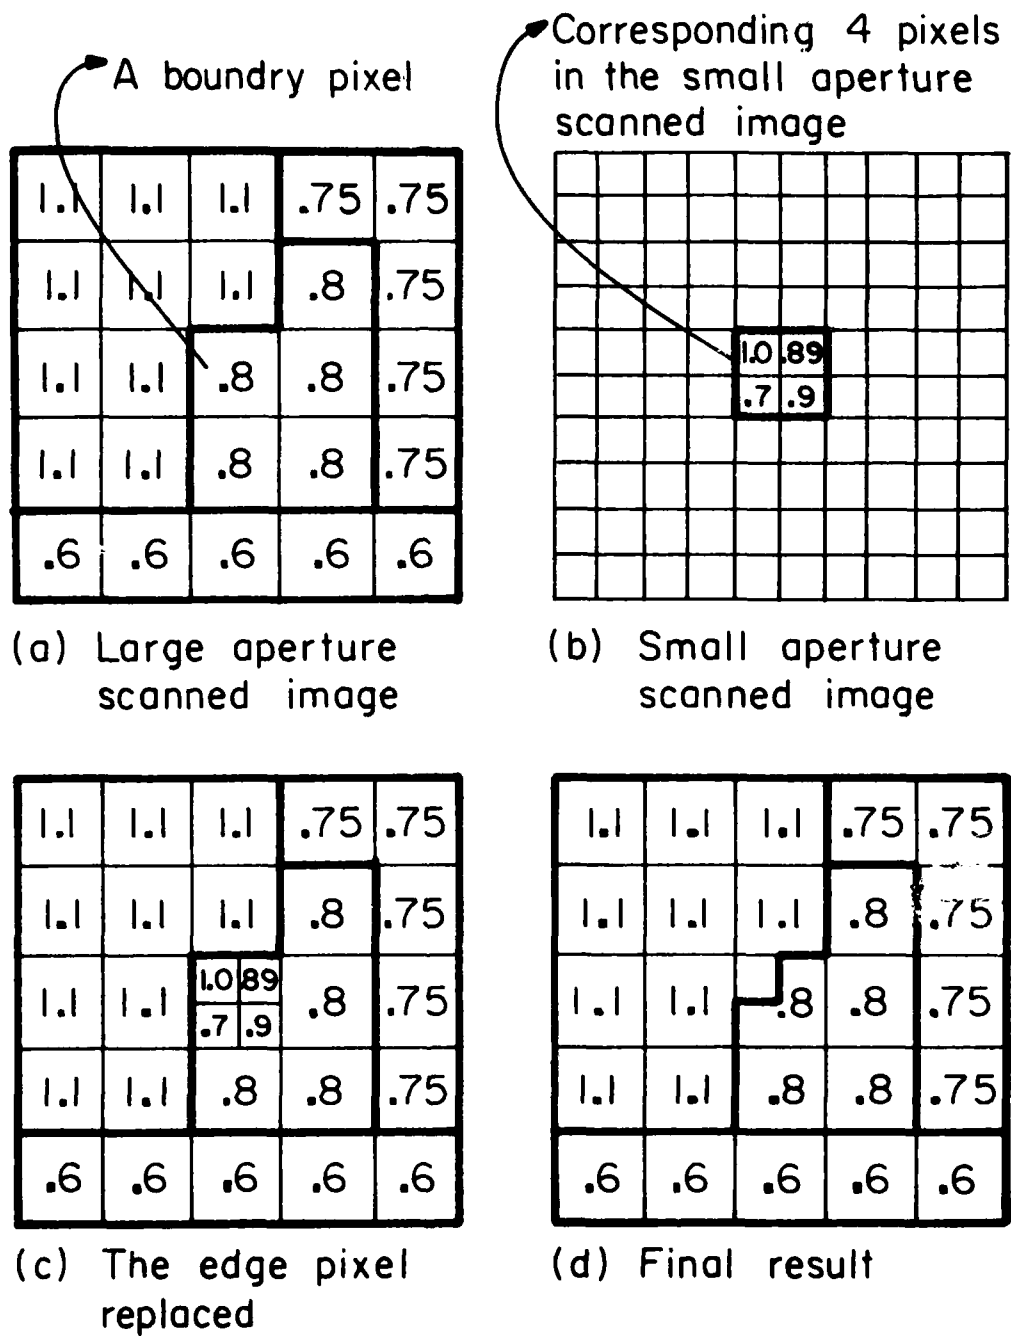 A boundry pixel
Corresponding 4 pixels
in the small aperture
scanned image
1.1 1.1 1.1 .75 .75
1.1 1.1 1.1 .8 .75
1.1 1.1 .8 .8 .75
1.1 1.1 .8 .8 .75
.6 .6 .6 .6 .6
(a) Large aperture
scanned image
1.0 .89
.7 .9
(b) Small aperture
scanned image
1.1 1.1 1.1 .75 .75
1.1 1.1 1.1 .8 .75
1.1 1.1 1.0 .89 .8 .75
.7 .9
1.1 1.1 .8 .8 .75
.6 .6 .6 .6 .6
(c) The edge pixel
replaced
1.1 1.1 1.1 .75 .75
1.1 1.1 1.1 .8 .75
1.1 1.1 .8 .8 .75
1.1 1.1 .8 .8 .75
.6 .6 .6 .6 .6
(d) Final result